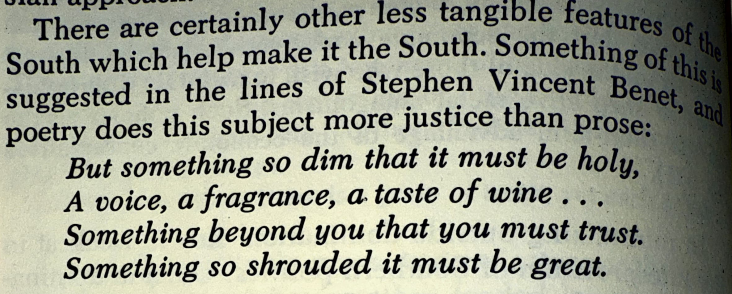 There are certainly other less tangible features of the
South which help make it the South. Something of this is
suggested in the lines of Stephen Vincent Benet, and
poetry does this subject more justice than prose:
But something so dim that it must be holy,
A voice, a fragrance, a taste of wine . . .
Something beyond you that you must trust.
Something so shrouded it must be great.